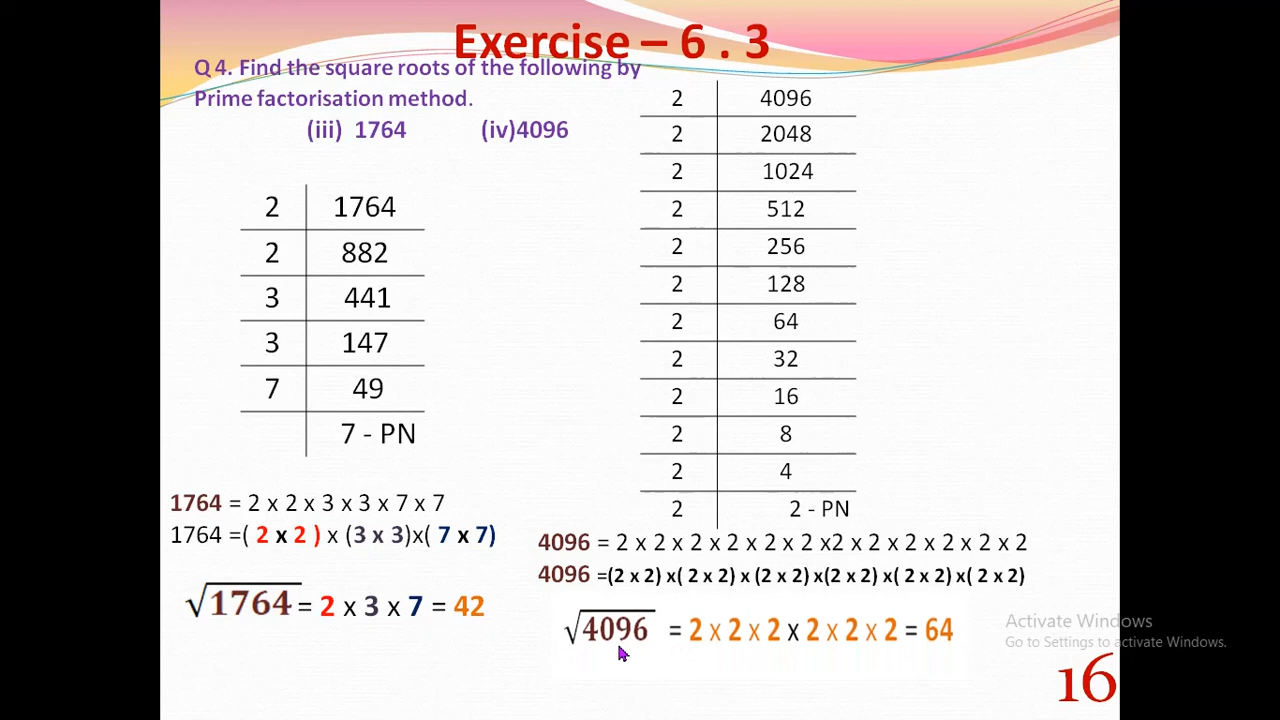 Exercise – 6 . 3
Q 4. Find the square roots of the following by
Prime factorisation method.
(iii) 1764 (iv)4096
2 1764
2 882
3 441
3 147
7 49
7 - PN
1764 = 2 x 2 x 3 x 3 x 7 x 7
1764 =( 2 x 2 ) x (3 x 3)x( 7 x 7)
√1764 = 2 x 3 x 7 = 42
2 4096
2 2048
2 1024
2 512
2 256
2 128
2 64
2 32
2 16
2 8
2 4
2 2 - PN
4096 = 2 x 2 x 2 x 2 x 2 x 2 x2 x 2 x 2 x 2 x 2 x 2
4096 =(2 x 2) x( 2 x 2) x (2 x 2) x(2 x 2) x( 2 x 2) x( 2 x 2)
√4096 = 2 x 2 x 2 x 2 x 2 x 2 = 64
Activate Windows
Go to Settings to activate Windows.
16